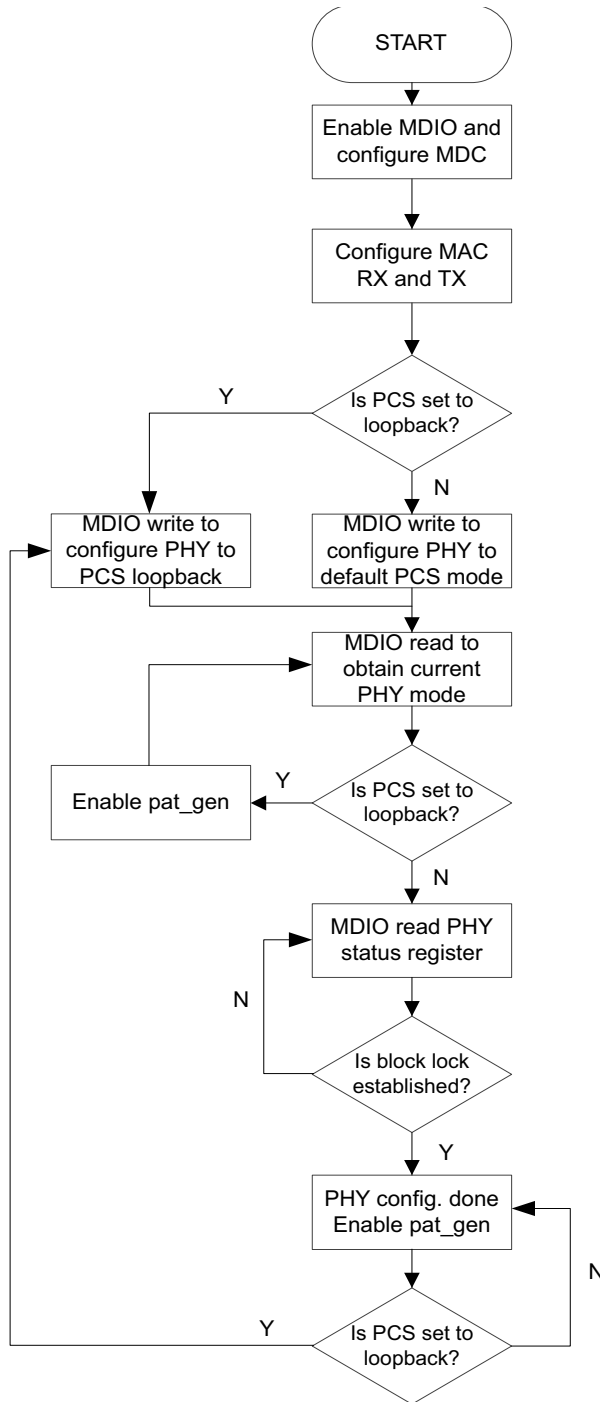 START
Enable MDIO and
configure MDC
Configure MAC
RX and TX
Is PCS set to
loopback?
Y
N
MDIO write to
configure PHY to
PCS loopback
MDIO write to
configure PHY to
default PCS mode
MDIO read to
obtain current
PHY mode
Is PCS set to
loopback?
Y
Enable pat_gen
N
MDIO read PHY
status register
N
Is block lock
established?
Y
PHY config. done
Enable pat_gen
N
Y
Is PCS set to
loopback?